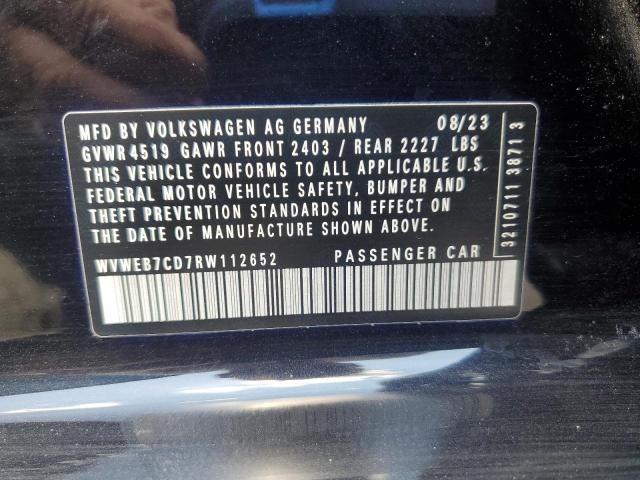 MFD BY VOLKSWAGEN AG GERMANY 08/23
GVWR 4519 GAWR FRONT 2403 / REAR 2227 LBS
THIS VEHICLE CONFORMS TO ALL APPLICABLE U.S.
FEDERAL MOTOR VEHICLE SAFETY, BUMPER AND
THEFT PREVENTION STANDARDS IN EFFECT ON
THE DATE OF MANUFACTURE SHOWN ABOVE.
WVWEB7CD7RW112652 PASSENGER CAR
3210711 3871 3